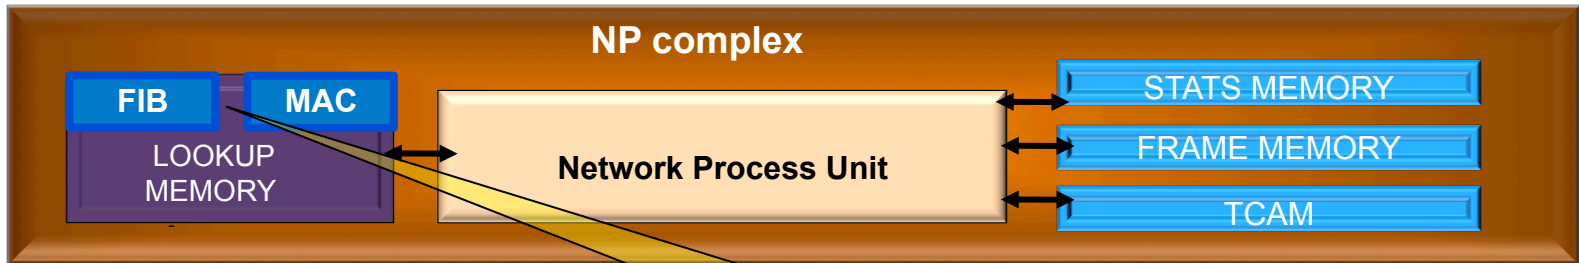 NP complex
FIB
MAC
LOOKUP
MEMORY
Network Process Unit
STATS MEMORY
FRAME MEMORY
TCAM